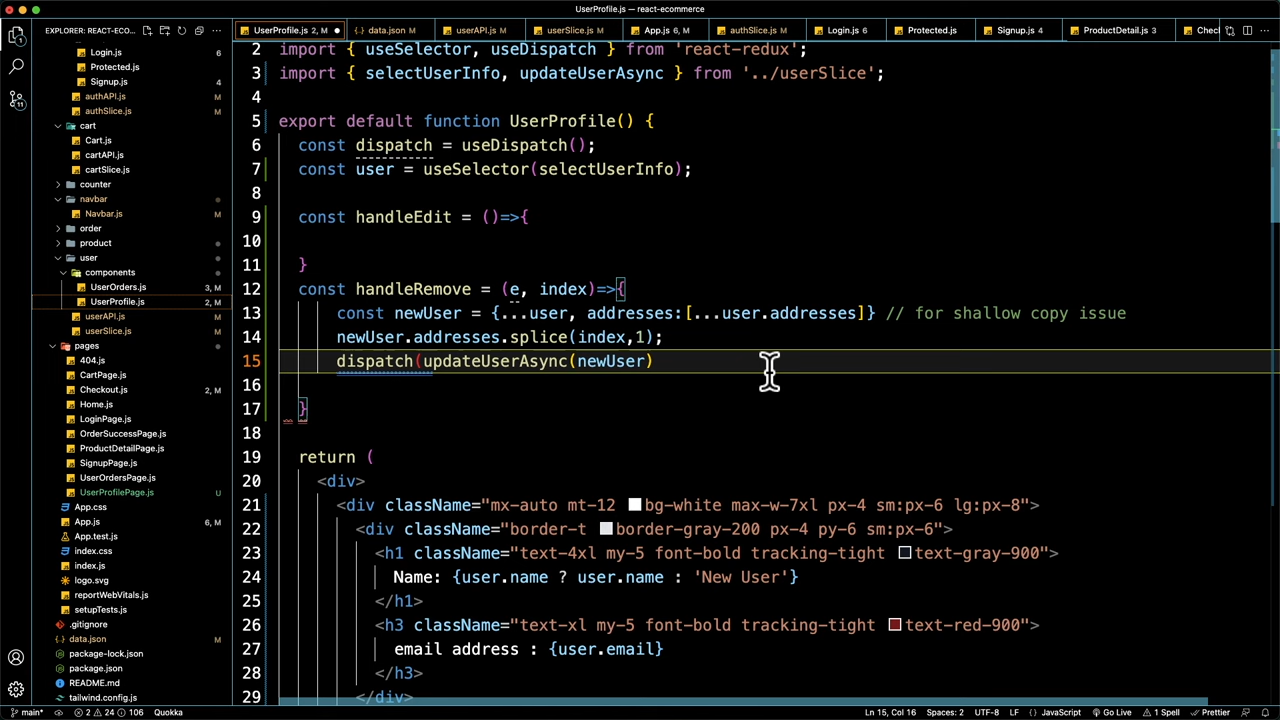 UserProfile.js — react-ecommerce
EXPLORER: REACT-ECO...
UserProfile.js 2, M
data.json M
userAPI.js M
userSlice.js M
App.js 6, M
authSlice.js M
Login.js 6
Protected.js
Signup.js 4
ProductDetail.js 3
Checl
Login.js 6
Protected.js
Signup.js 4
authAPI.js M
authSlice.js M
cart
Cart.js
cartAPI.js
cartSlice.js
counter
navbar
Navbar.js M
order
product
user
components
UserOrders.js 3, M
UserProfile.js 2, M
userAPI.js M
userSlice.js M
pages
404.js
CartPage.js
Checkout.js 2, M
Home.js
LoginPage.js
OrderSuccessPage.js
ProductDetailPage.js
SignupPage.js
UserOrdersPage.js
UserProfilePage.js U
App.css
App.js 6, M
App.test.js
index.css
index.js
logo.svg
reportWebVitals.js
setupTests.js
.gitignore
data.json M
package-lock.json
package.json
README.md
tailwind.config.js
11
2 import { useSelector, useDispatch } from 'react-redux';
3 import { selectUserInfo, updateUserAsync } from '../userSlice';
4
5 export default function UserProfile() {
6 const dispatch = useDispatch();
7 const user = useSelector(selectUserInfo);
8
9 const handleEdit = ()=>{
10
11 }
12 const handleRemove = (e, index)=>{
13 const newUser = {...user, addresses:[...user.addresses]} // for shallow copy issue
14 newUser.addresses.splice(index,1);
15 dispatch(updateUserAsync(newUser)
16
17 }
18
19 return (
20 <div>
21 <div className="mx-auto mt-12 bg-white max-w-7xl px-4 sm:px-6 lg:px-8">
22 <div className="border-t border-gray-200 px-4 py-6 sm:px-6">
23 <h1 className="text-4xl my-5 font-bold tracking-tight text-gray-900">
24 Name: {user.name ? user.name : 'New User'}
25 </h1>
26 <h3 className="text-xl my-5 font-bold tracking-tight text-red-900">
27 email address : {user.email}
28 </h3>
29 </div>
main* 2 24 106 Quokka Ln 15, Col 16 Spaces: 2 UTF-8 LF JavaScript Go Live 1 Spell Prettier